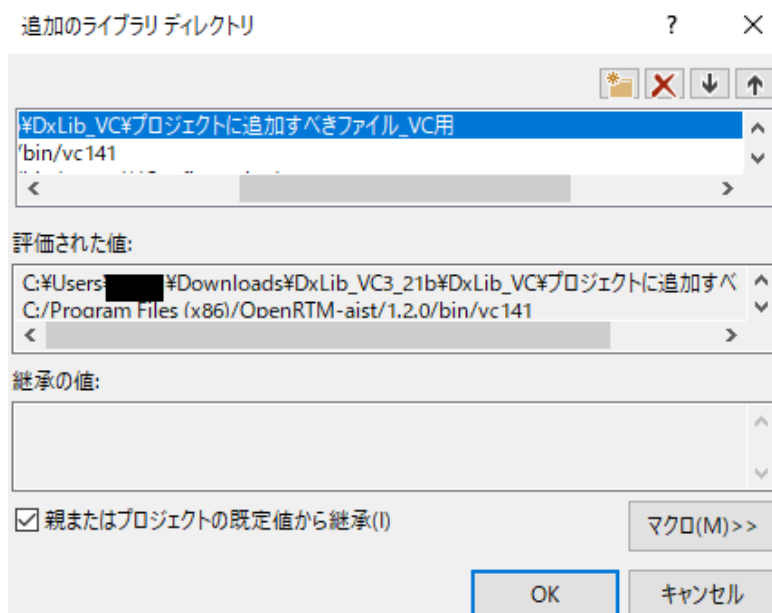 追加のライブラリ ディレクトリ
¥DxLib_VC¥プロジェクトに追加すべきファイル_VC用
/bin/vc141
評価された値:
C:¥Users¥ ¥Downloads¥DxLib_VC3_21b¥DxLib_VC¥プロジェクトに追加すべ
C:/Program Files (x86)/OpenRTM-aist/1.2.0/bin/vc141
継承の値:
親またはプロジェクトの既定値から継承(I)
マクロ(M)>>
OK
キャンセル